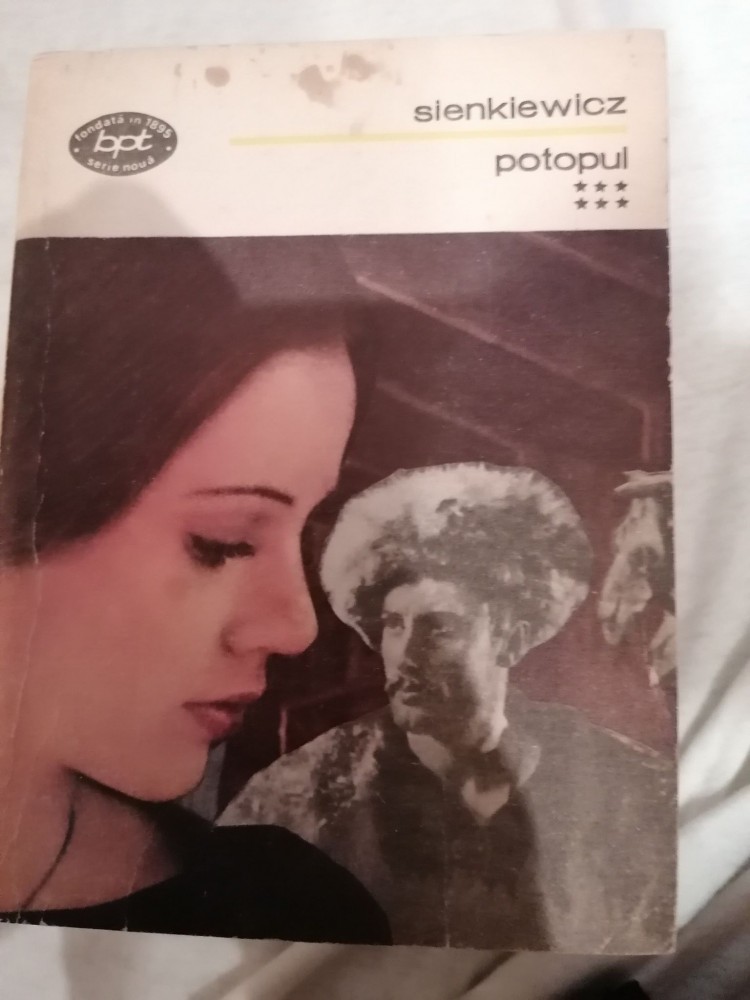 fondată în 1895
bpt
serie nouă
sienkiewicz
potopul
***
***